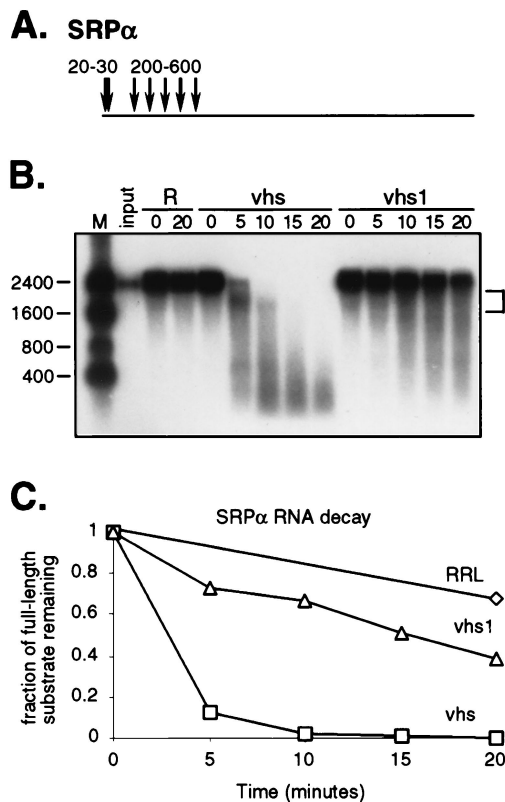 A. SRPα
20-30 200-600
B.
M input R vhs vhs1
0 20 0 5 10 15 20 0 5 10 15 20
2400
1600
800
400
C.
SRPα RNA decay
fraction of full-length
substrate remaining
1
0.8
0.6
0.4
0.2
0
RRL
vhs1
vhs
0 5 10 15 20
Time (minutes)